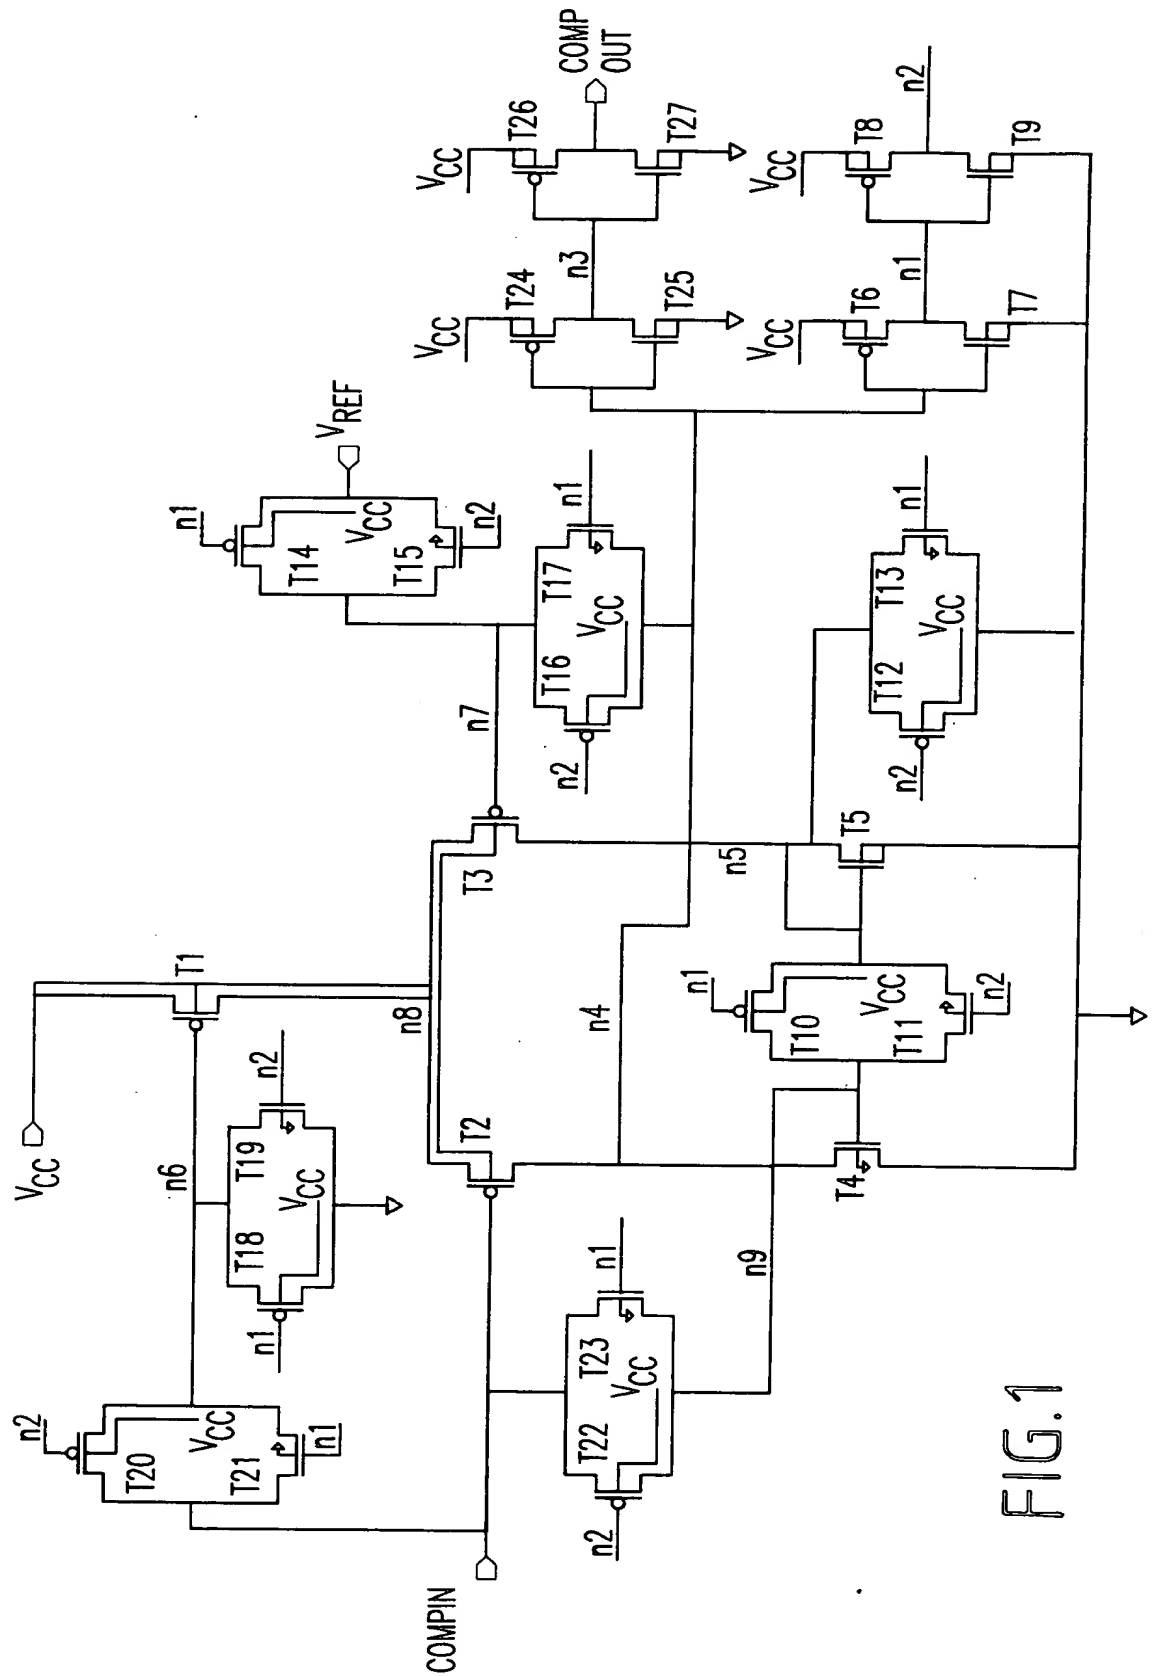 VCC
T1
n6
n2
T20
VCC
T21
n1
T18
T19
VCC
n1
n2
n8
n1
T14
VCC
T15
n2
VREF
COMPIN
T2
T3
n7
T16
T17
VCC
n2
n1
VCC
T24
T25
n3
VCC
T26
T27
COMP
OUT
T22
T23
VCC
n2
n1
n4
n5
n9
T4
n1
T10
VCC
T11
n2
T5
T12
T13
VCC
n2
n1
VCC
T6
T7
n1
VCC
T8
T9
n2
FIG.1